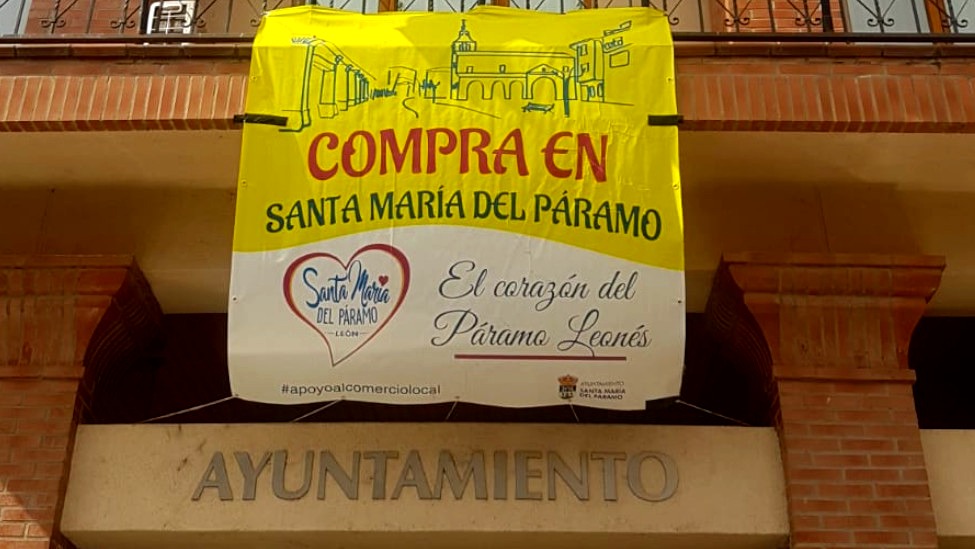 COMPRA EN
SANTA MARÍA DEL PÁRAMO
Santa María
DEL PÁRAMO
LEÓN
El corazón del
Páramo Leonés
#apoyoalcomerciolocal
AYUNTAMIENTO
SANTA MARÍA
DEL PÁRAMO
AYUNTAMIENTO